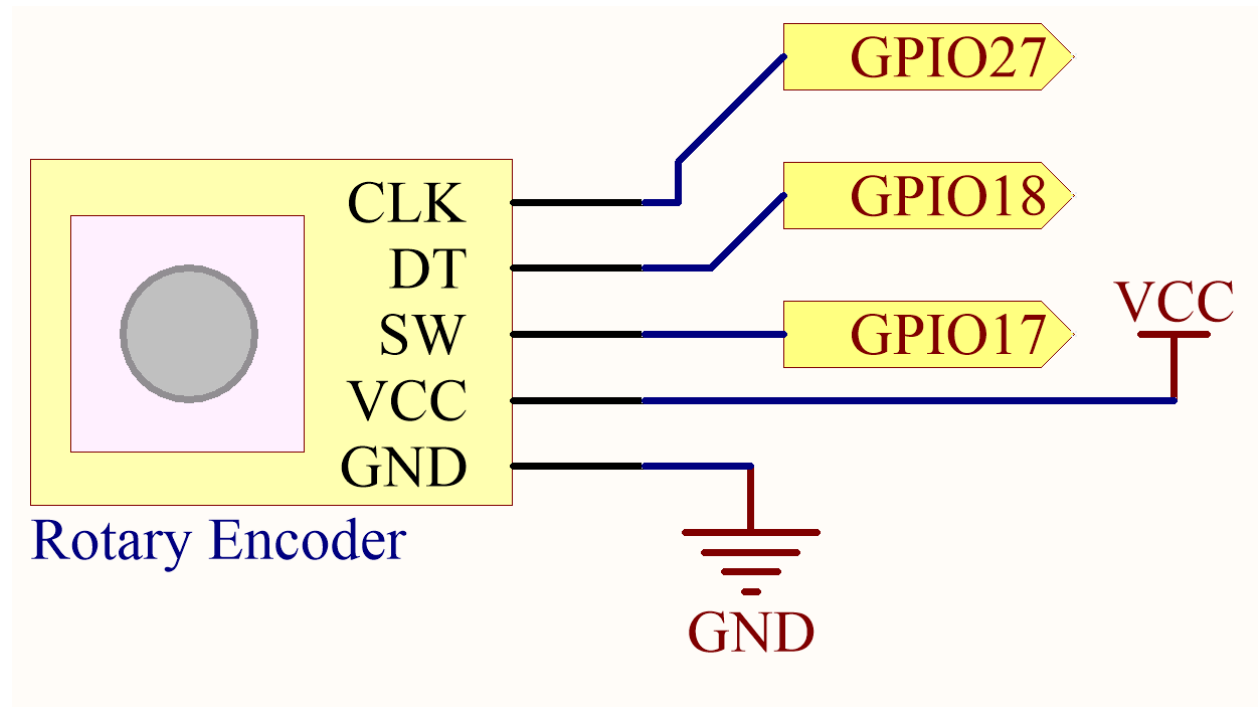 GPIO27
CLK
GPIO18
DT
SW
GPIO17
VCC
VCC
GND
Rotary Encoder
GND